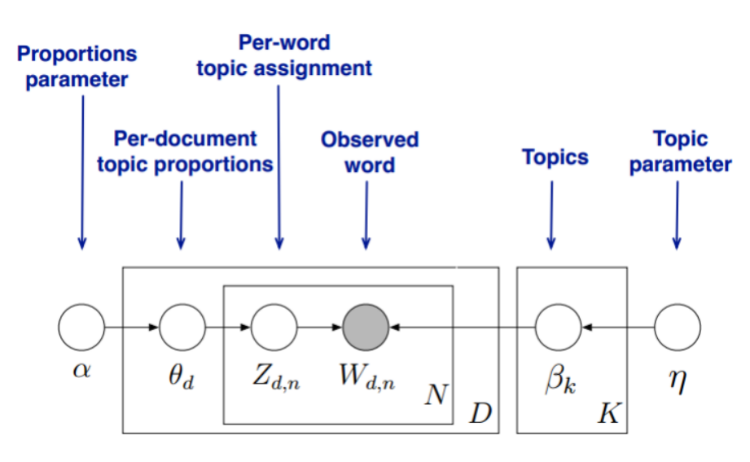 Proportions
parameter
Per-word
topic assignment
Per-document
topic proportions
Observed
word
Topics
Topic
parameter
α
θd
Zd,n
Wd,n
N
D
βk
K
η